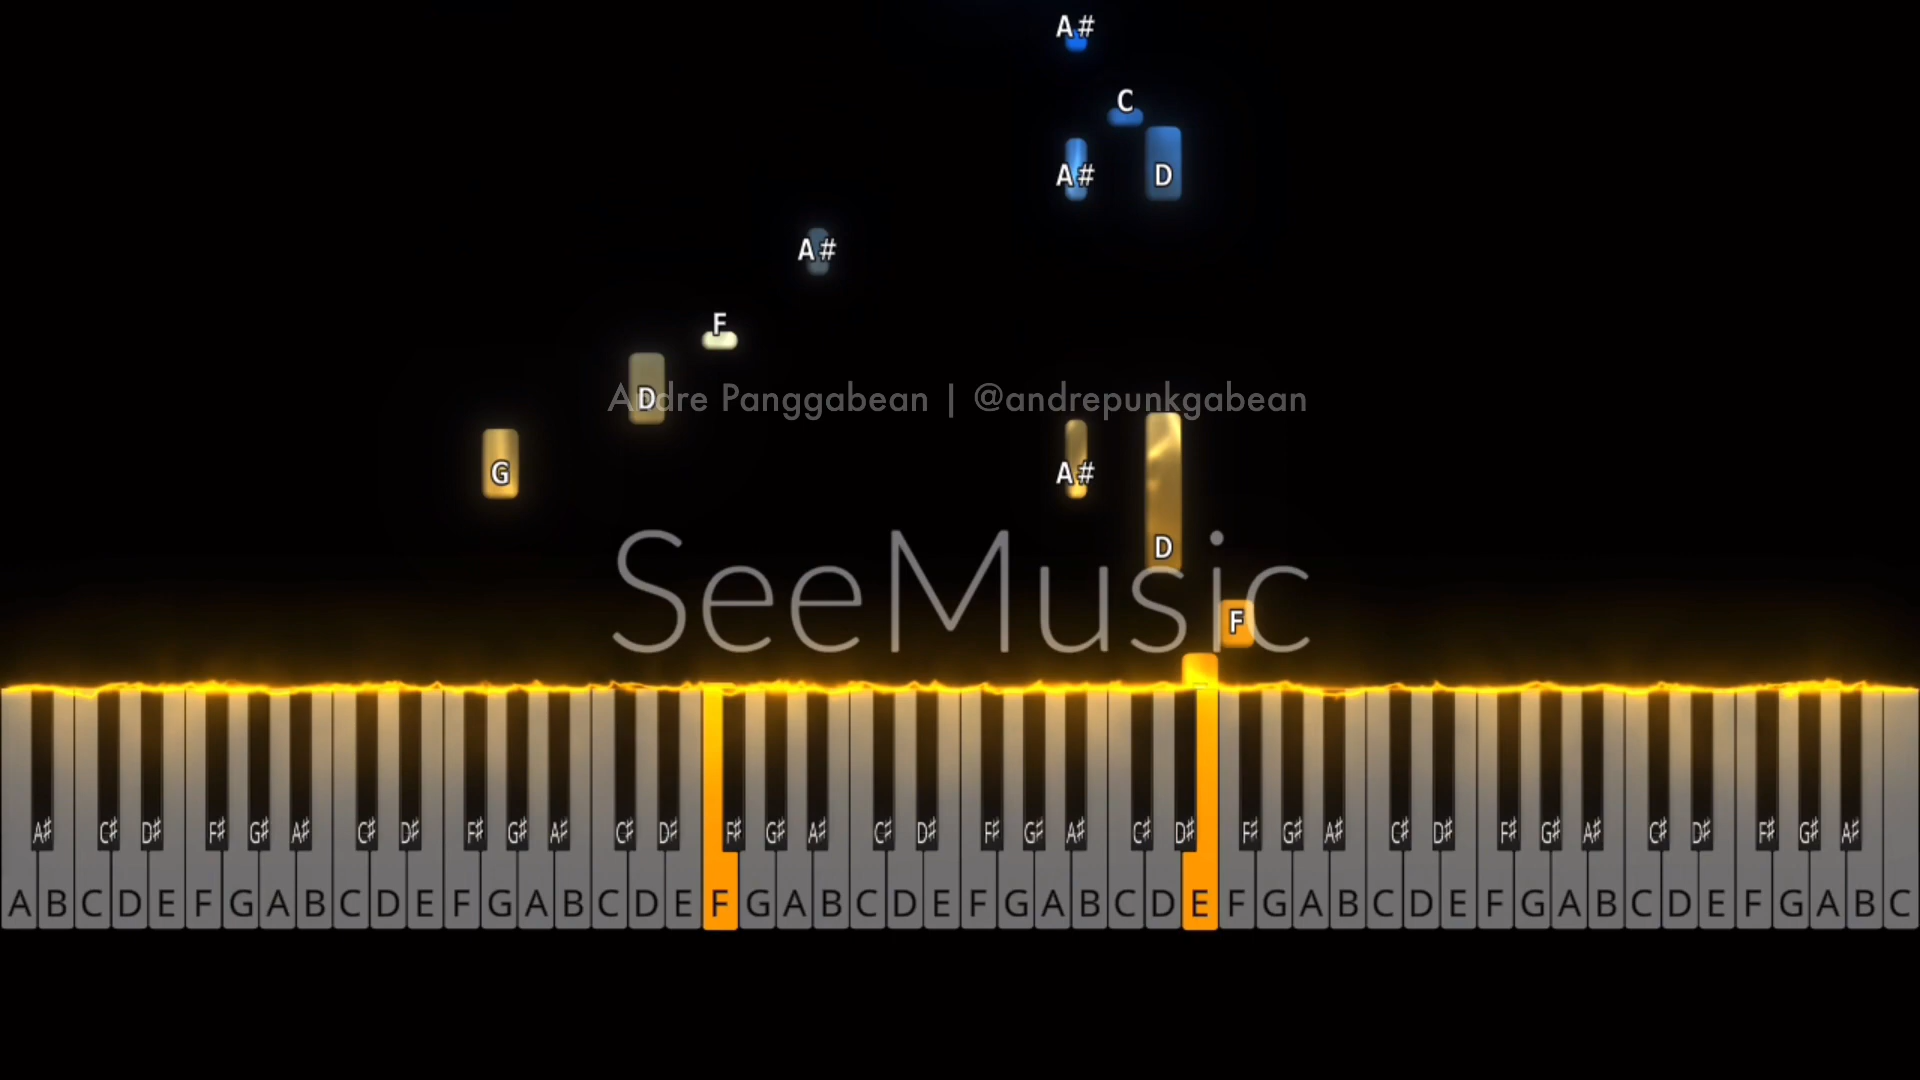 A#
C
A# D
A#
F
D
Andre Panggabean | @andrepunkgabean
G A#
D
SeeMusic
F
A# C# D# F# G# A# C# D# F# G# A# C# D# F# G# A# C# D# F# G# A# C# D# F# G# A# C# D# F# G# A# C# D# F# G# A#
A B C D E F G A B C D E F G A B C D E F G A B C D E F G A B C D E F G A B C D E F G A B C D E F G A B C